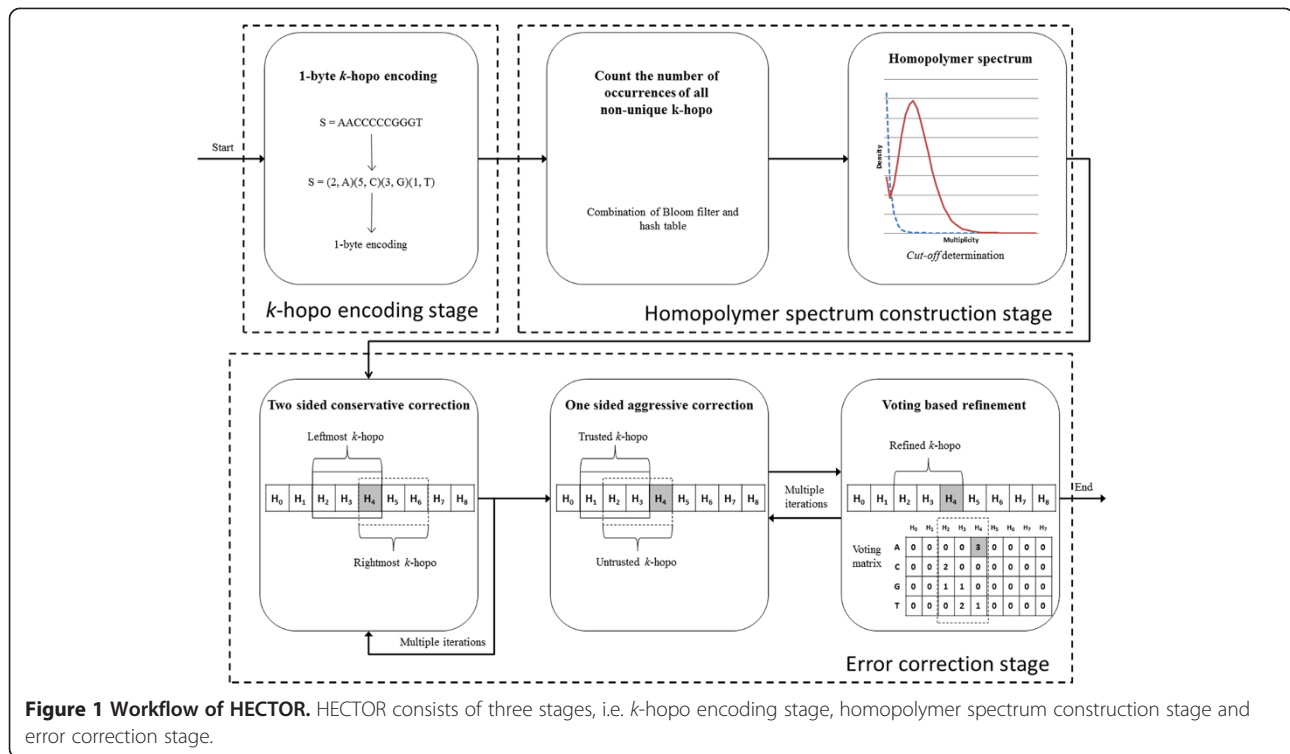 1-byte k-hopo encoding
S = AACCCCCGGGT
S = (2, A)(5, C)(3, G)(1, T)
1-byte encoding
Start
k-hopo encoding stage
Count the number of
occurrences of all
non-unique k-hopo
Combination of Bloom filter and
hash table
Homopolymer spectrum
Density
Multiplicity
Cut-off determination
Homopolymer spectrum construction stage
Two sided conservative correction
Leftmost k-hopo
H0 H1 H2 H3 H4 H5 H6 H7 H8
Rightmost k-hopo
Multiple iterations
One sided aggressive correction
Trusted k-hopo
H0 H1 H2 H3 H4 H5 H6 H7 H8
Untrusted k-hopo
Multiple
iterations
Voting based refinement
Refined k-hopo
H0 H1 H2 H3 H4 H5 H6 H7 H8
End
Voting
matrix
H0 H1 H2 H3 H4 H5 H6 H7 H7
A 0 0 0 0 3 0 0 0 0
C 0 0 2 0 0 0 0 0 0
G 0 0 1 1 0 0 0 0 0
T 0 0 0 2 1 0 0 0 0
Error correction stage
Figure 1 Workflow of HECTOR. HECTOR consists of three stages, i.e. k-hopo encoding stage, homopolymer spectrum construction stage and
error correction stage.